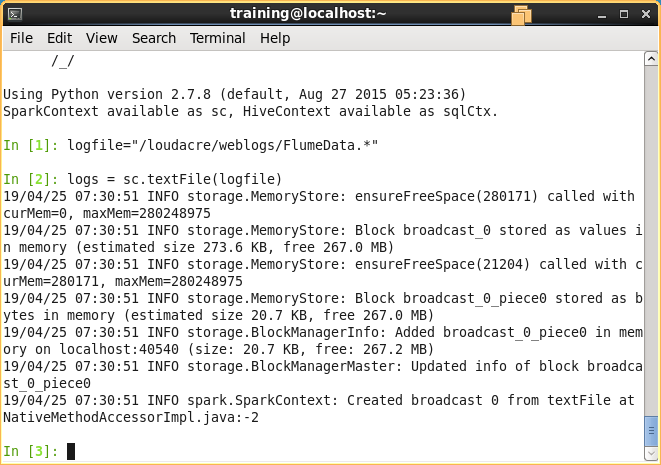 training@localhost:~
File Edit View Search Terminal Help
/_/
Using Python version 2.7.8 (default, Aug 27 2015 05:23:36)
SparkContext available as sc, HiveContext available as sqlCtx.
In [1]: logfile="/loudacre/weblogs/FlumeData.*"
In [2]: logs = sc.textFile(logfile)
19/04/25 07:30:51 INFO storage.MemoryStore: ensureFreeSpace(280171) called with
curMem=0, maxMem=280248975
19/04/25 07:30:51 INFO storage.MemoryStore: Block broadcast_0 stored as values i
n memory (estimated size 273.6 KB, free 267.0 MB)
19/04/25 07:30:51 INFO storage.MemoryStore: ensureFreeSpace(21204) called with c
urMem=280171, maxMem=280248975
19/04/25 07:30:51 INFO storage.MemoryStore: Block broadcast_0_piece0 stored as b
ytes in memory (estimated size 20.7 KB, free 267.0 MB)
19/04/25 07:30:51 INFO storage.BlockManagerInfo: Added broadcast_0_piece0 in mem
ory on localhost:40540 (size: 20.7 KB, free: 267.2 MB)
19/04/25 07:30:51 INFO storage.BlockManagerMaster: Updated info of block broadca
st_0_piece0
19/04/25 07:30:51 INFO spark.SparkContext: Created broadcast 0 from textFile at
NativeMethodAccessorImpl.java:-2
In [3]: